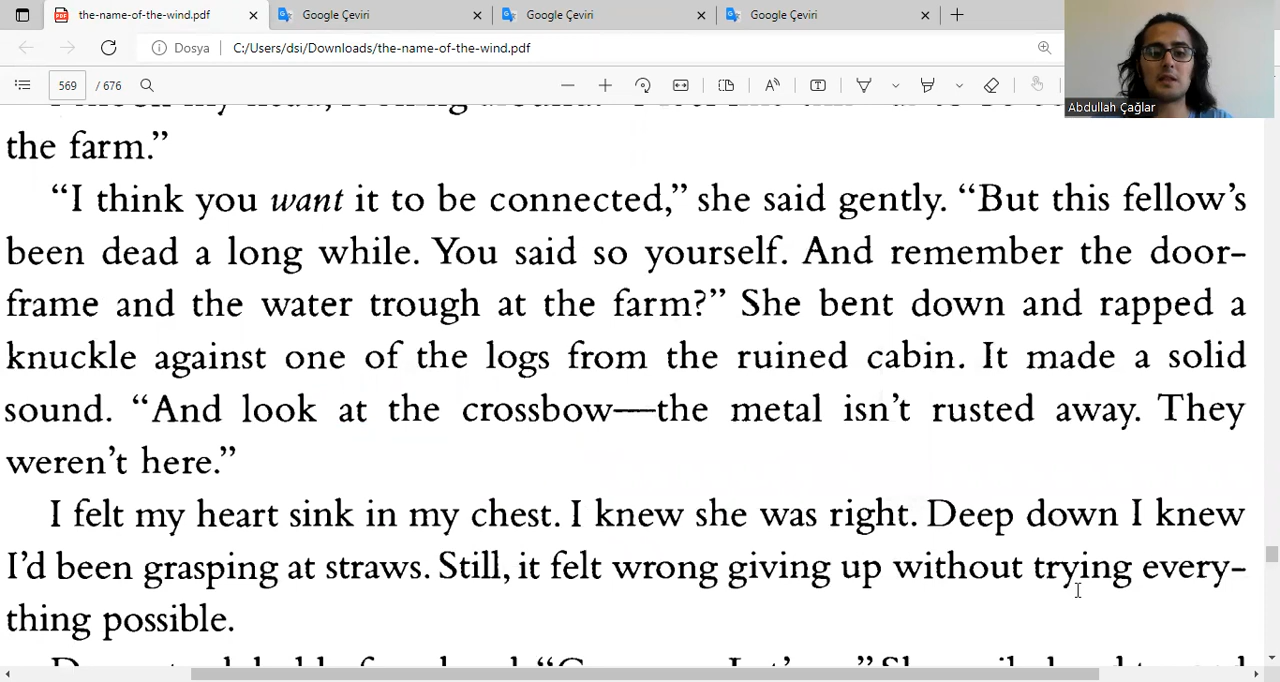 the-name-of-the-wind.pdf
Google Çeviri
Google Çeviri
Google Çeviri
Dosya
C:/Users/dsi/Downloads/the-name-of-the-wind.pdf
569 / 676
Abdullah Çağlar
the farm.”
“I think you want it to be connected,” she said gently. “But this fellow’s
been dead a long while. You said so yourself. And remember the door-
frame and the water trough at the farm?” She bent down and rapped a
knuckle against one of the logs from the ruined cabin. It made a solid
sound. “And look at the crossbow—the metal isn’t rusted away. They
weren’t here.”
I felt my heart sink in my chest. I knew she was right. Deep down I knew
I’d been grasping at straws. Still, it felt wrong giving up without trying every-
thing possible.